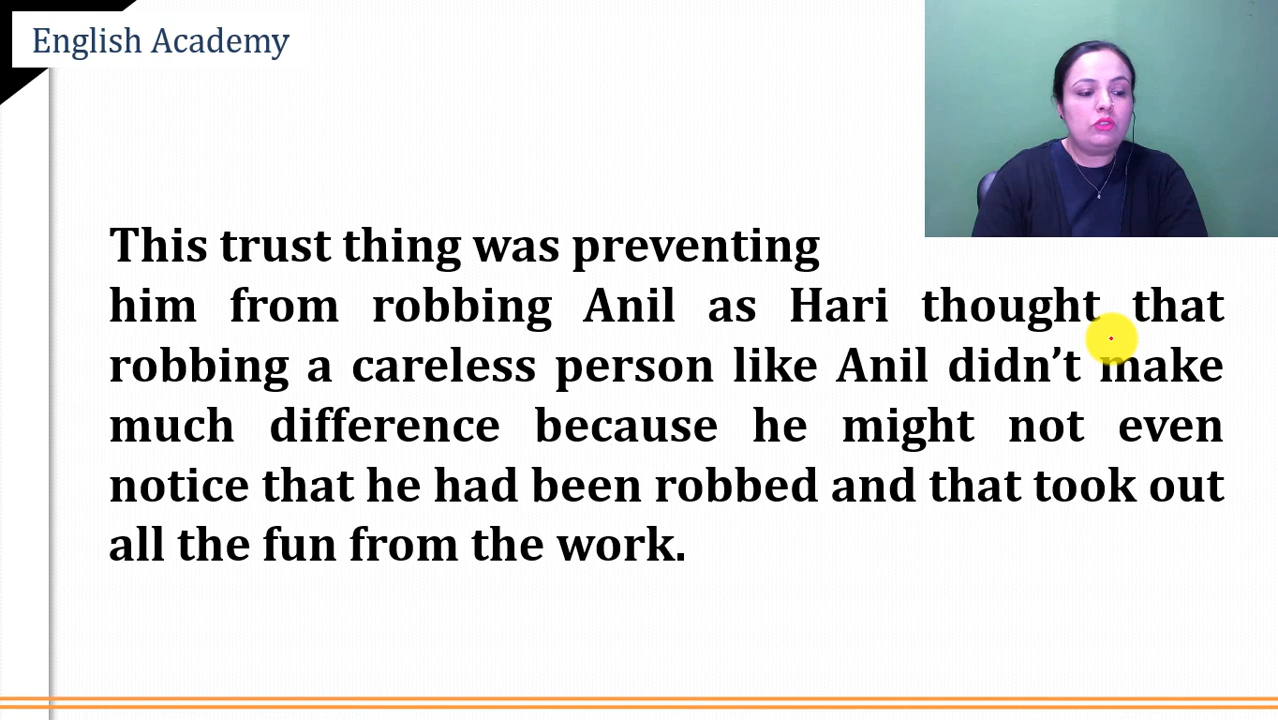 English Academy
This trust thing was preventing
him from robbing Anil as Hari thought that
robbing a careless person like Anil didn’t make
much difference because he might not even
notice that he had been robbed and that took out
all the fun from the work.